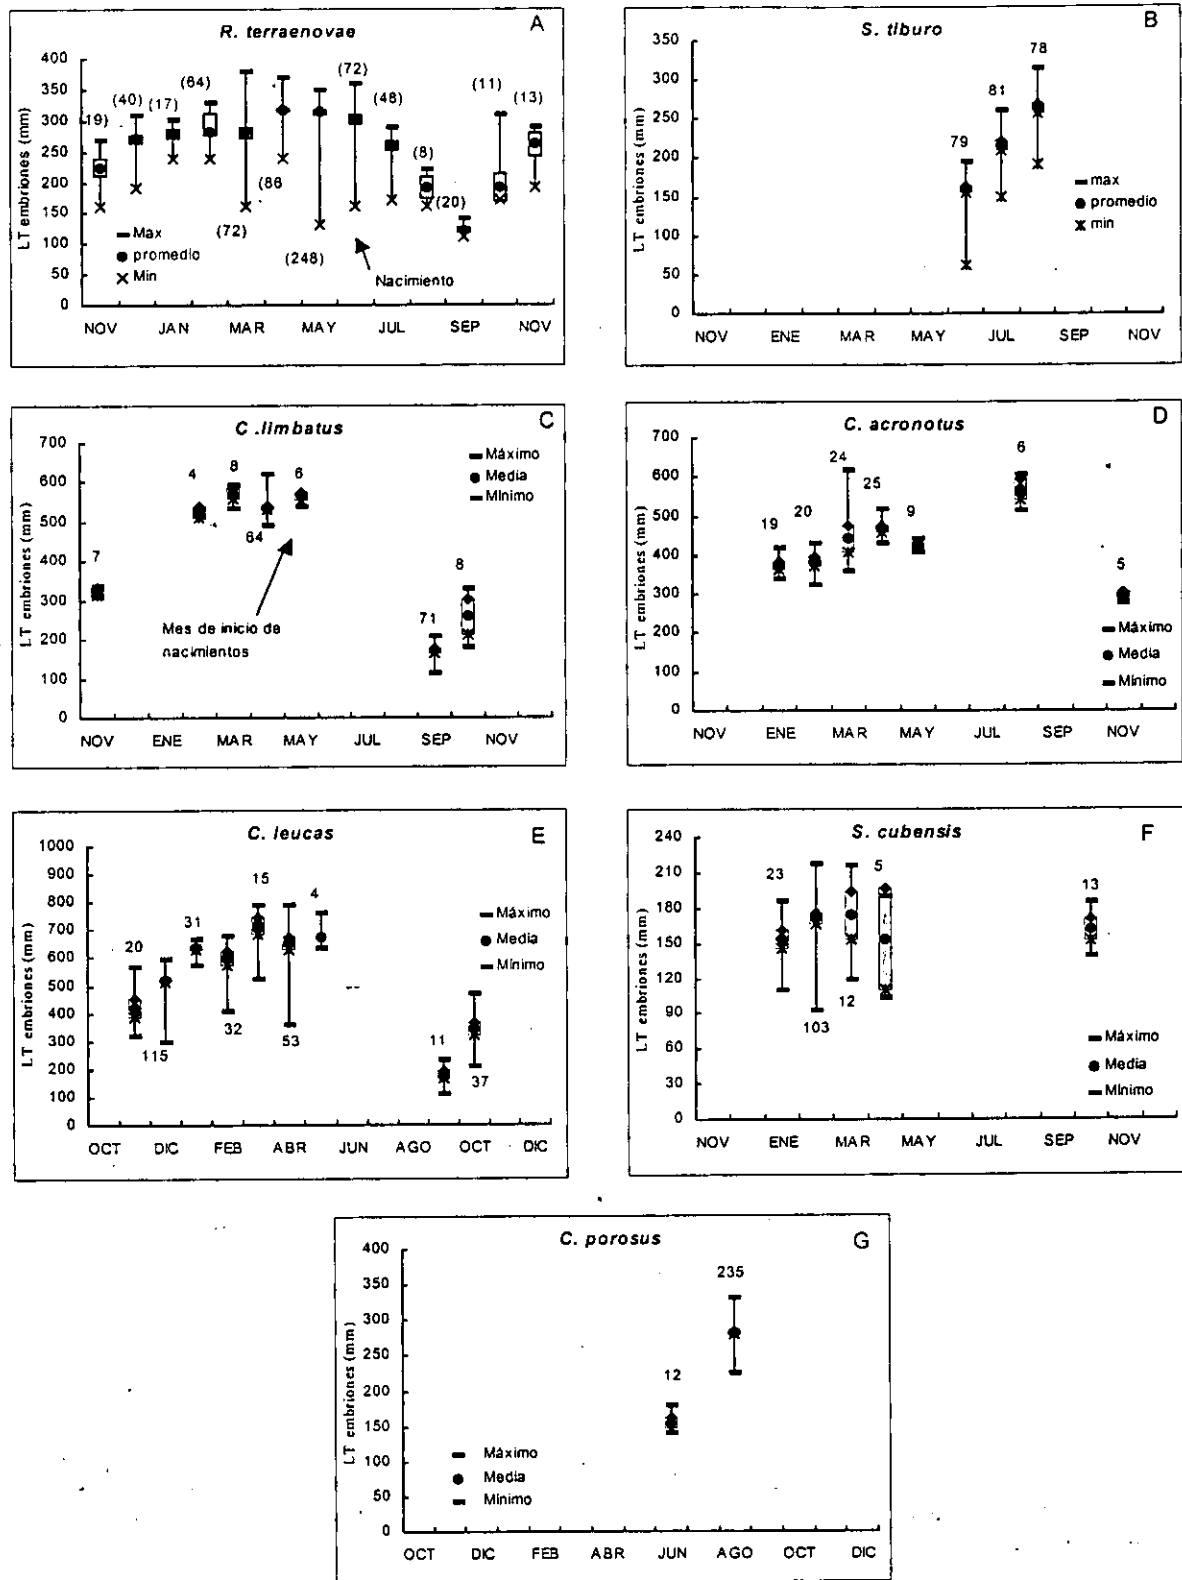 R. terraenovae
A
LT embriones (mm)
400
350
300
250
200
150
100
50
0
(19)
(40)
(17)
(64)
(72)
(86
(248)
(72)
(48)
(8)
(20)
(11)
(13)
Max
promedio
Min
Nacimiento
NOV JAN MAR MAY JUL SEP NOV
S. tiburo
B
LT embriones (mm)
350
300
250
200
150
100
50
0
79
81
78
max
promedio
min
NOV ENE MAR MAY JUL SEP NOV
C .limbatus
C
LT embriones (mm)
700
600
500
400
300
200
100
0
7
4
8
64
6
71
8
Máximo
Media
Mínimo
Mes de inicio de
nacimientos
NOV ENE MAR MAY JUL SEP NOV
C. acronotus
D
LT embriones (mm)
700
600
500
400
300
200
100
0
19
20
24
25
9
6
5
Máximo
Media
Mínimo
NOV ENE MAR MAY JUL SEP NOV
C. leucas
E
LT embriones (mm)
1000
900
800
700
600
500
400
300
200
100
0
20
115
31
32
15
53
4
11
37
Máximo
Media
Mínimo
OCT DIC FEB ABR JUN AGO OCT DIC
S. cubensis
F
LT embriones (mm)
240
210
180
150
120
90
60
30
0
23
103
12
5
13
Máximo
Media
Mínimo
NOV ENE MAR MAY JUL SEP NOV
C. porosus
G
LT embriones (mm)
400
350
300
250
200
150
100
50
0
12
235
Máximo
Media
Mínimo
OCT DIC FEB ABR JUN AGO OCT DIC